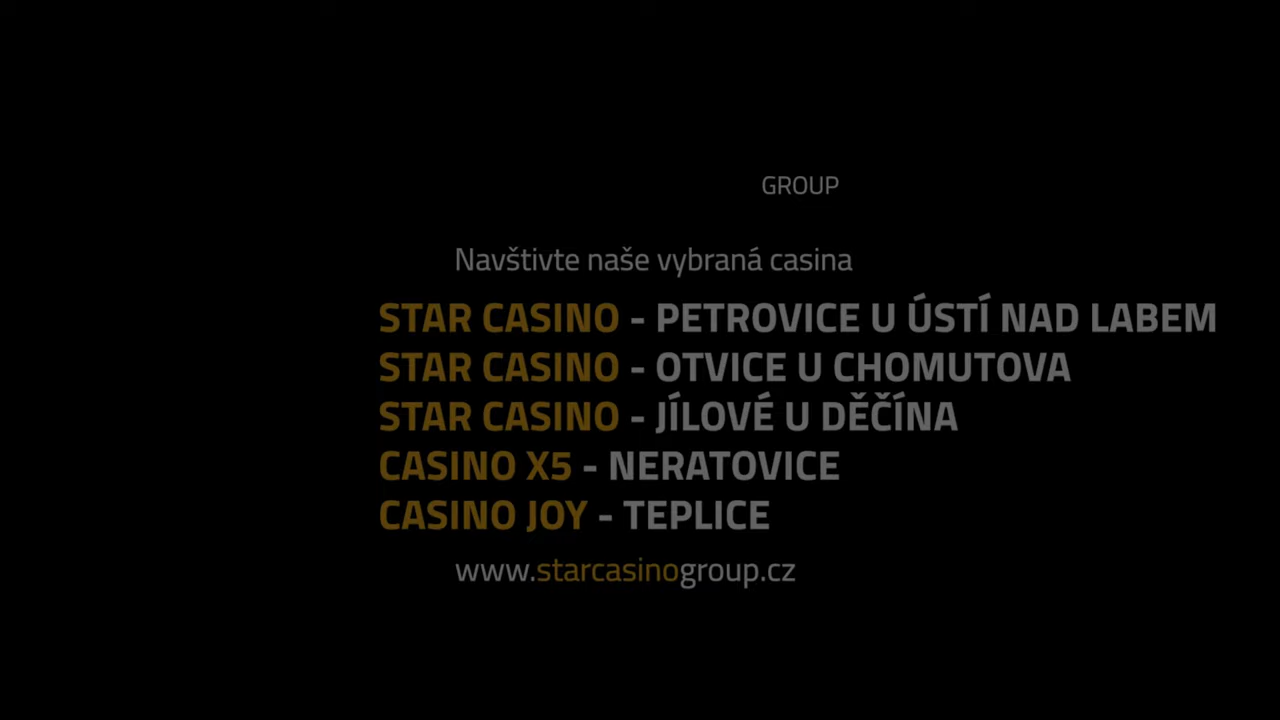 GROUP
Navštivte naše vybraná casina
STAR CASINO - PETROVICE U ÚSTÍ NAD LABEM
STAR CASINO - OTVICE U CHOMUTOVA
STAR CASINO - JÍLOVÉ U DĚČÍNA
CASINO X5 - NERATOVICE
CASINO JOY - TEPLICE
www.starcasinogroup.cz